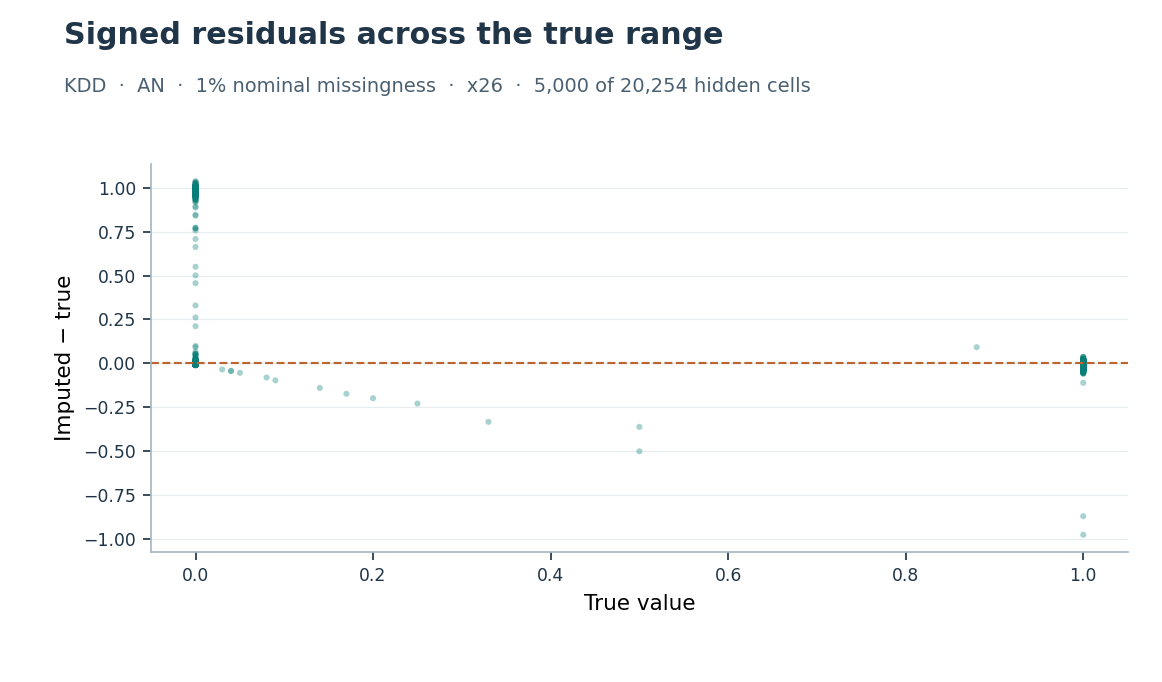 Signed residuals across the true range
KDD · AN · 1% nominal missingness · x26 · 5,000 of 20,254 hidden cells
Imputed − true
1.00
0.75
0.50
0.25
0.00
−0.25
−0.50
−0.75
−1.00
0.0 0.2 0.4 0.6 0.8 1.0
True value